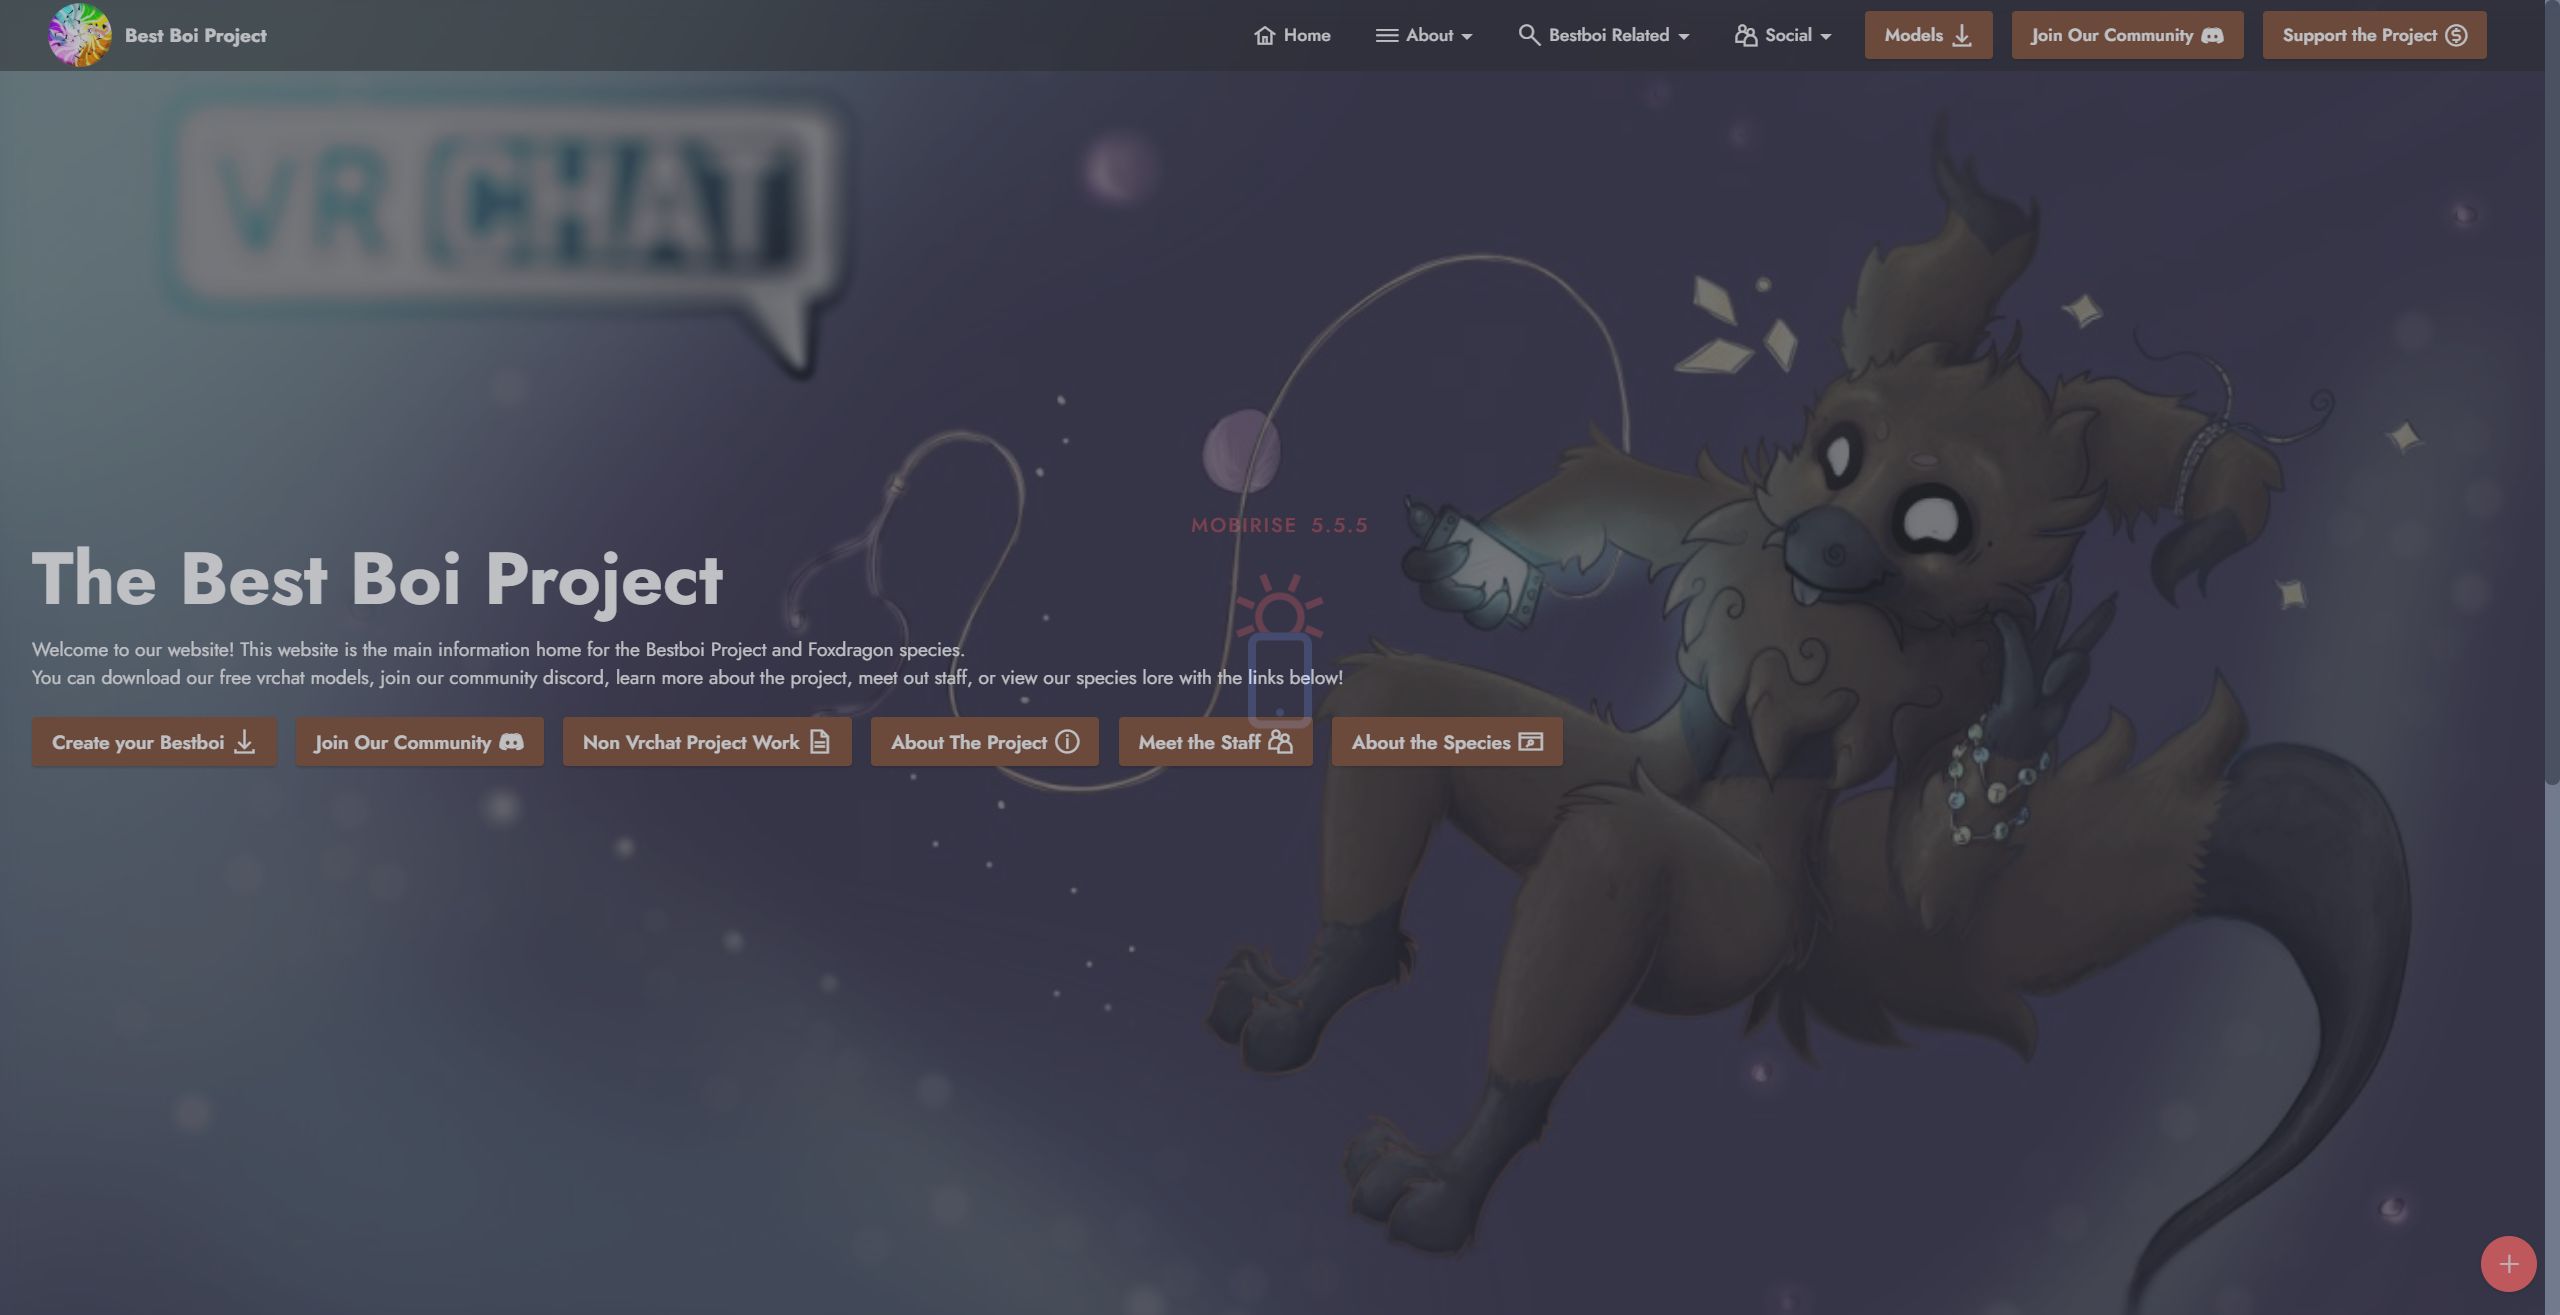 Best Boi Project
Home
About
Bestboi Related
Social
Models
Join Our Community
Support the Project
VR CHAT
MOBIRISE 5.5.5
The Best Boi Project
Welcome to our website! This website is the main information home for the Bestboi Project and Foxdragon species.
You can download our free vrchat models, join our community discord, learn more about the project, meet out staff, or view our species lore with the links below!
Create your Bestboi
Join Our Community
Non Vrchat Project Work
About The Project
Meet the Staff
About the Species